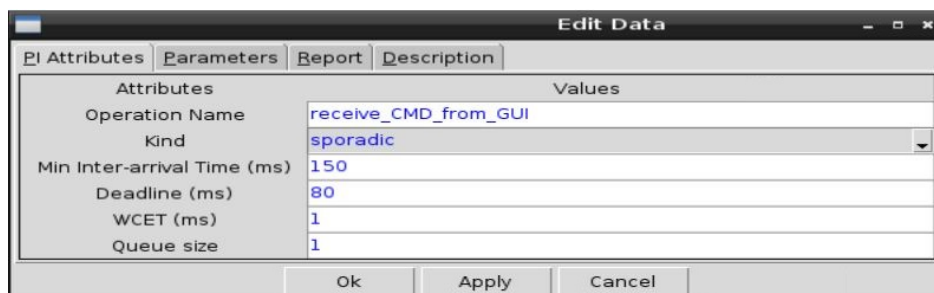 Edit Data
PI Attributes Parameters Report Description
Attributes Values
Operation Name receive_CMD_from_GUI
Kind sporadic
Min Inter-arrival Time (ms) 150
Deadline (ms) 80
WCET (ms) 1
Queue size 1
Ok Apply Cancel